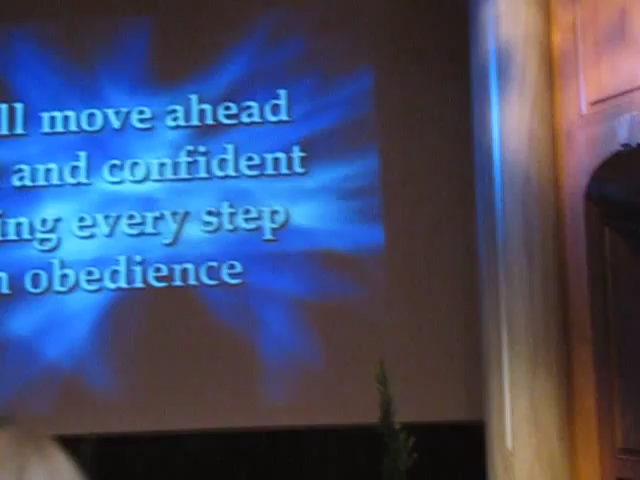 ll move ahead
and confident
ing every step
n obedience